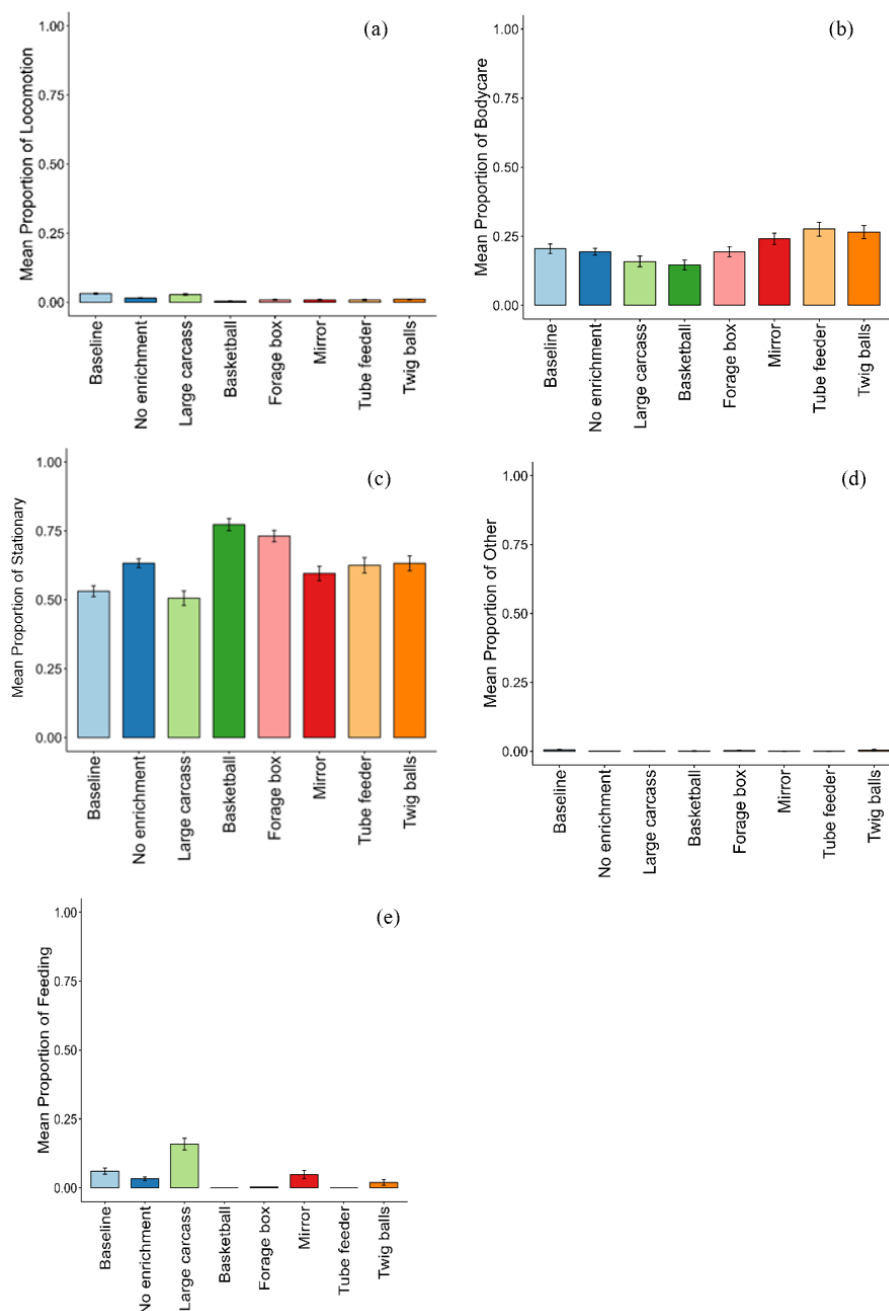 (a)
Mean Proportion of Locomotion
1.00
0.75
0.50
0.25
0.00
Baseline
No enrichment
Large carcass
Basketball
Forage box
Mirror
Tube feeder
Twig balls
(b)
Mean Proportion of Bodycare
1.00
0.75
0.50
0.25
0.00
Baseline
No enrichment
Large carcass
Basketball
Forage box
Mirror
Tube feeder
Twig balls
(c)
Mean Proportion of Stationary
1.00
0.75
0.50
0.25
0.00
Baseline
No enrichment
Large carcass
Basketball
Forage box
Mirror
Tube feeder
Twig balls
(d)
Mean Proportion of Other
1.00
0.75
0.50
0.25
0.00
Baseline
No enrichment
Large carcass
Basketball
Forage box
Mirror
Tube feeder
Twig balls
(e)
Mean Proportion of Feeding
1.00
0.75
0.50
0.25
0.00
Baseline
No enrichment
Large carcass
Basketball
Forage box
Mirror
Tube feeder
Twig balls